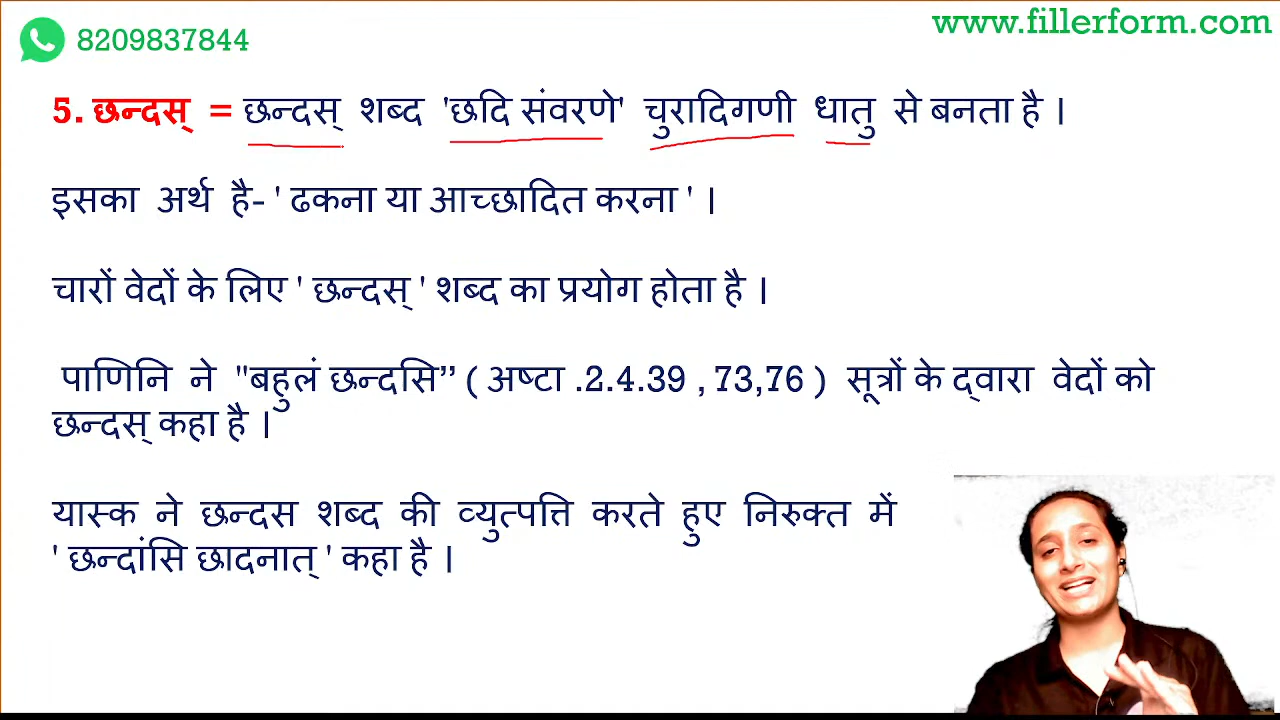 8209837844
www.fillerform.com
5. छन्दस् = छन्दस् शब्द 'छदि संवरणे' चुरादिगणी धातु से बनता है ।
इसका अर्थ है- ' ढकना या आच्छादित करना ' ।
चारों वेदों के लिए ' छन्दस् ' शब्द का प्रयोग होता है ।
पाणिनि ने "बहुलं छन्दसि” ( अष्टा .2.4.39 , 73,76 ) सूत्रों के द्वारा वेदों को
छन्दस् कहा है ।
यास्क ने छन्दस शब्द की व्युत्पत्ति करते हुए निरुक्त में
' छन्दांसि छादनात् ' कहा है ।